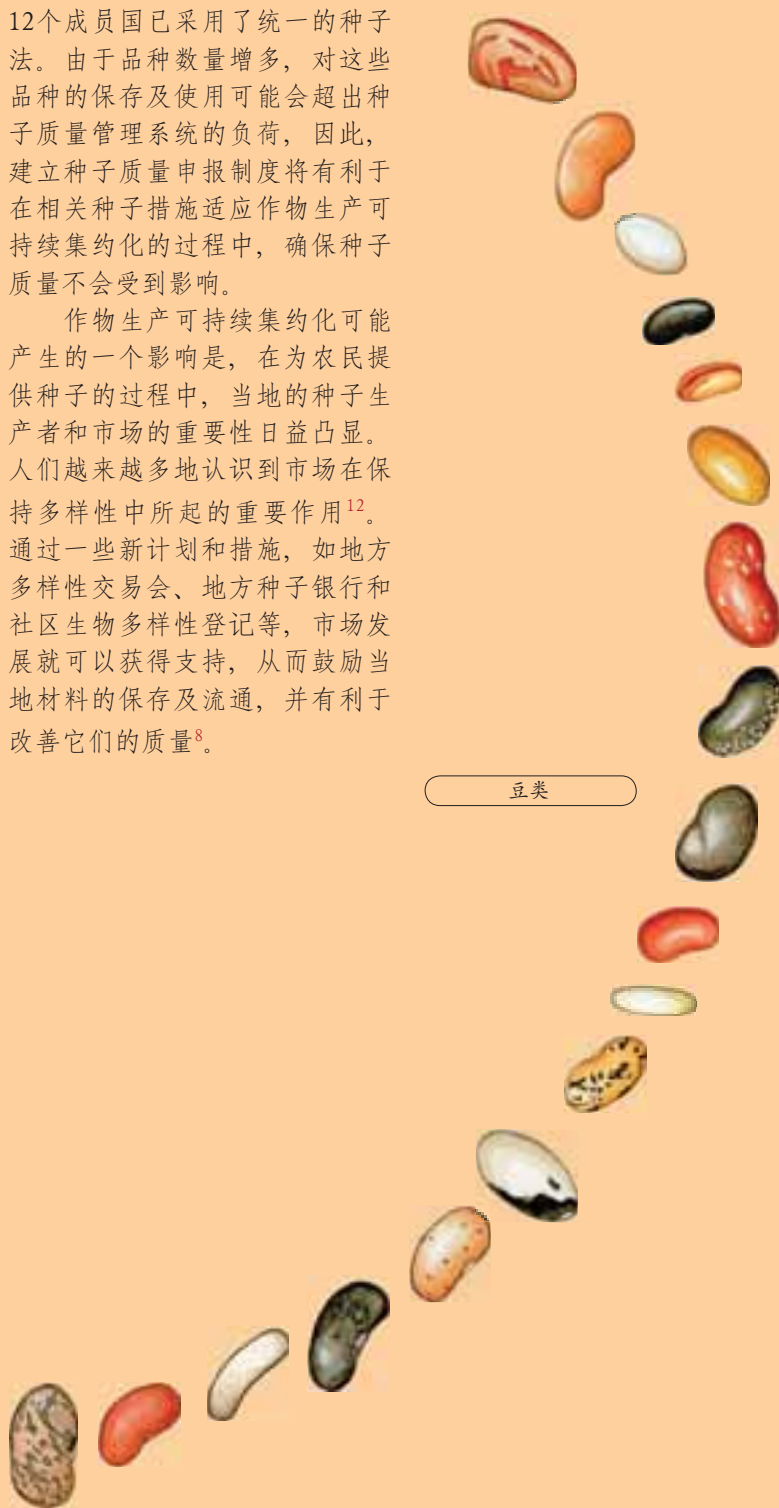 12个成员国已采用了统一的种子
法。由于品种数量增多，对这些
品种的保存及使用可能会超出种
子质量管理系统的负荷，因此，
建立种子质量申报制度将有利于
在相关种子措施适应作物生产可
持续集约化的过程中，确保种子
质量不会受到影响。
作物生产可持续集约化可能
产生的一个影响是，在为农民提
供种子的过程中，当地的种子生
产者和市场的重要性日益凸显。
人们越来越多地认识到市场在保
持多样性中所起的重要作用12。
通过一些新计划和措施，如地方
多样性交易会、地方种子银行和
社区生物多样性登记等，市场发
展就可以获得支持，从而鼓励当
地材料的保存及流通，并有利于
改善它们的质量8。
豆类